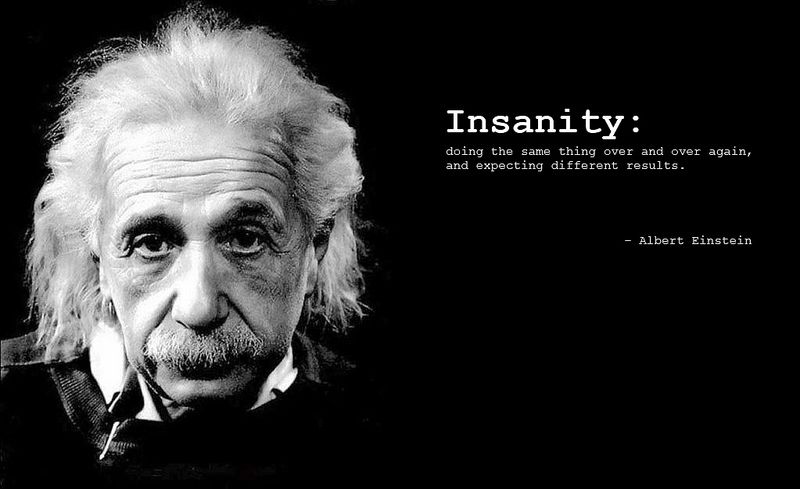 Insanity:
doing the same thing over and over again,
and expecting different results.
– Albert Einstein